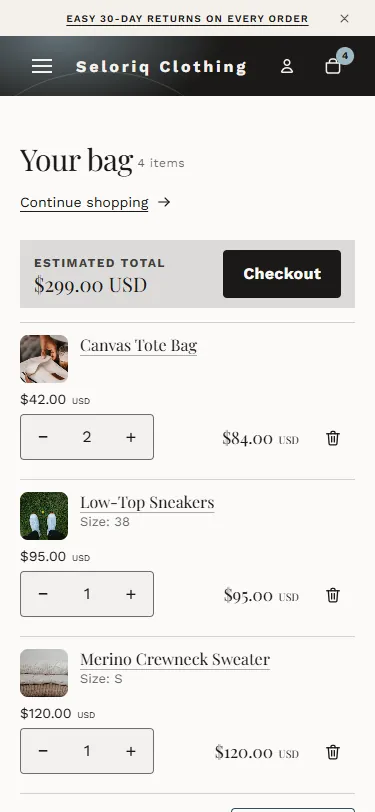 EASY 30-DAY RETURNS ON EVERY ORDER
Seloriq Clothing
4
Your bag 4 items
Continue shopping
ESTIMATED TOTAL
$299.00 USD
Checkout
Canvas Tote Bag
$42.00 USD
2
$84.00 USD
Low-Top Sneakers
Size: 38
$95.00 USD
1
$95.00 USD
Merino Crewneck Sweater
Size: S
$120.00 USD
1
$120.00 USD